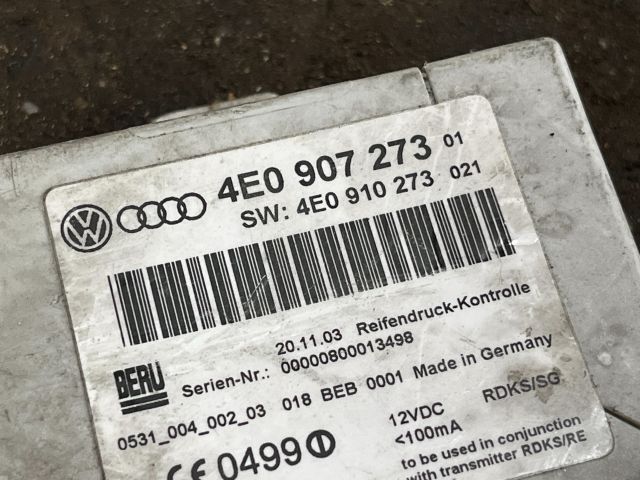 4E0 907 273 01
SW: 4E0 910 273 021
20.11.03 Reifendruck-Kontrolle
BERU
Serien-Nr.: 00000800013498
0531_004_002_03 018 BEB 0001 Made in Germany
12VDC RDKS/SG
<100mA
CE 0499
to be used in conjunction
with transmitter RDKS/RE